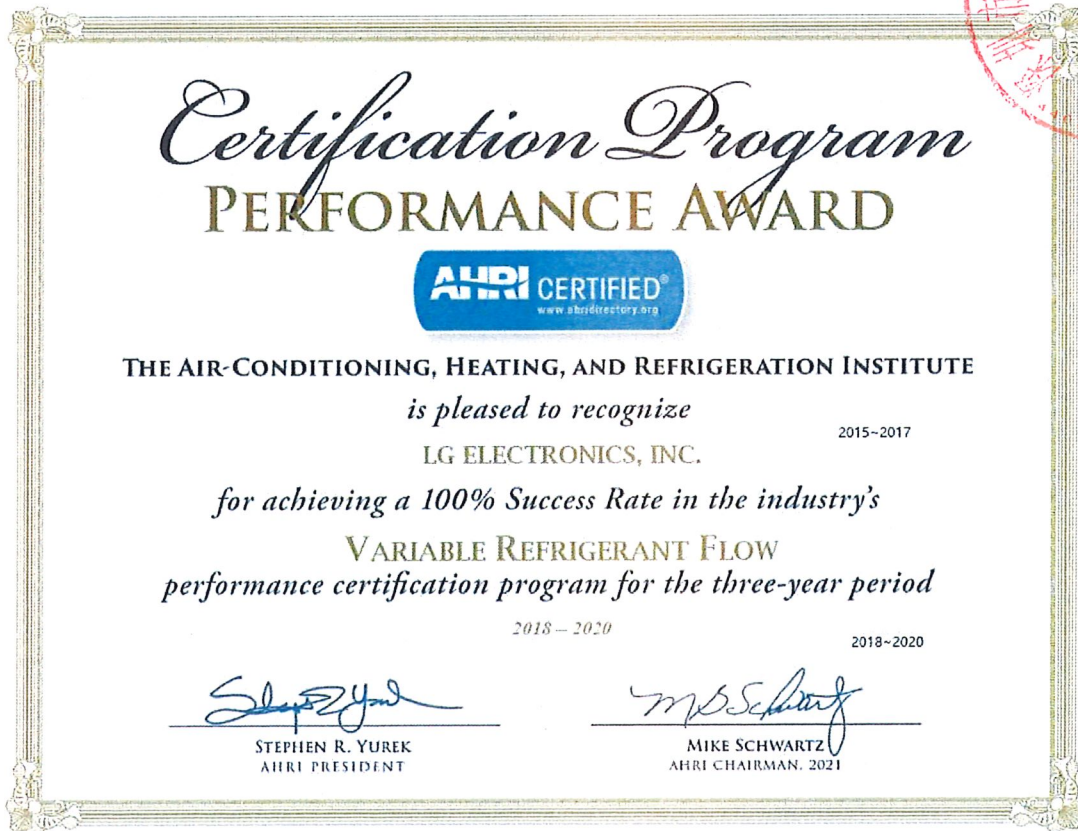 Certification Program
PERFORMANCE AWARD
AHRI CERTIFIED®
www.ahridirectory.org
THE AIR-CONDITIONING, HEATING, AND REFRIGERATION INSTITUTE
is pleased to recognize
2015~2017
LG ELECTRONICS, INC.
for achieving a 100% Success Rate in the industry's
VARIABLE REFRIGERANT FLOW
performance certification program for the three-year period
2018 – 2020
2018~2020
STEPHEN R. YUREK
AHRI PRESIDENT
MIKE SCHWARTZ
AHRI CHAIRMAN, 2021